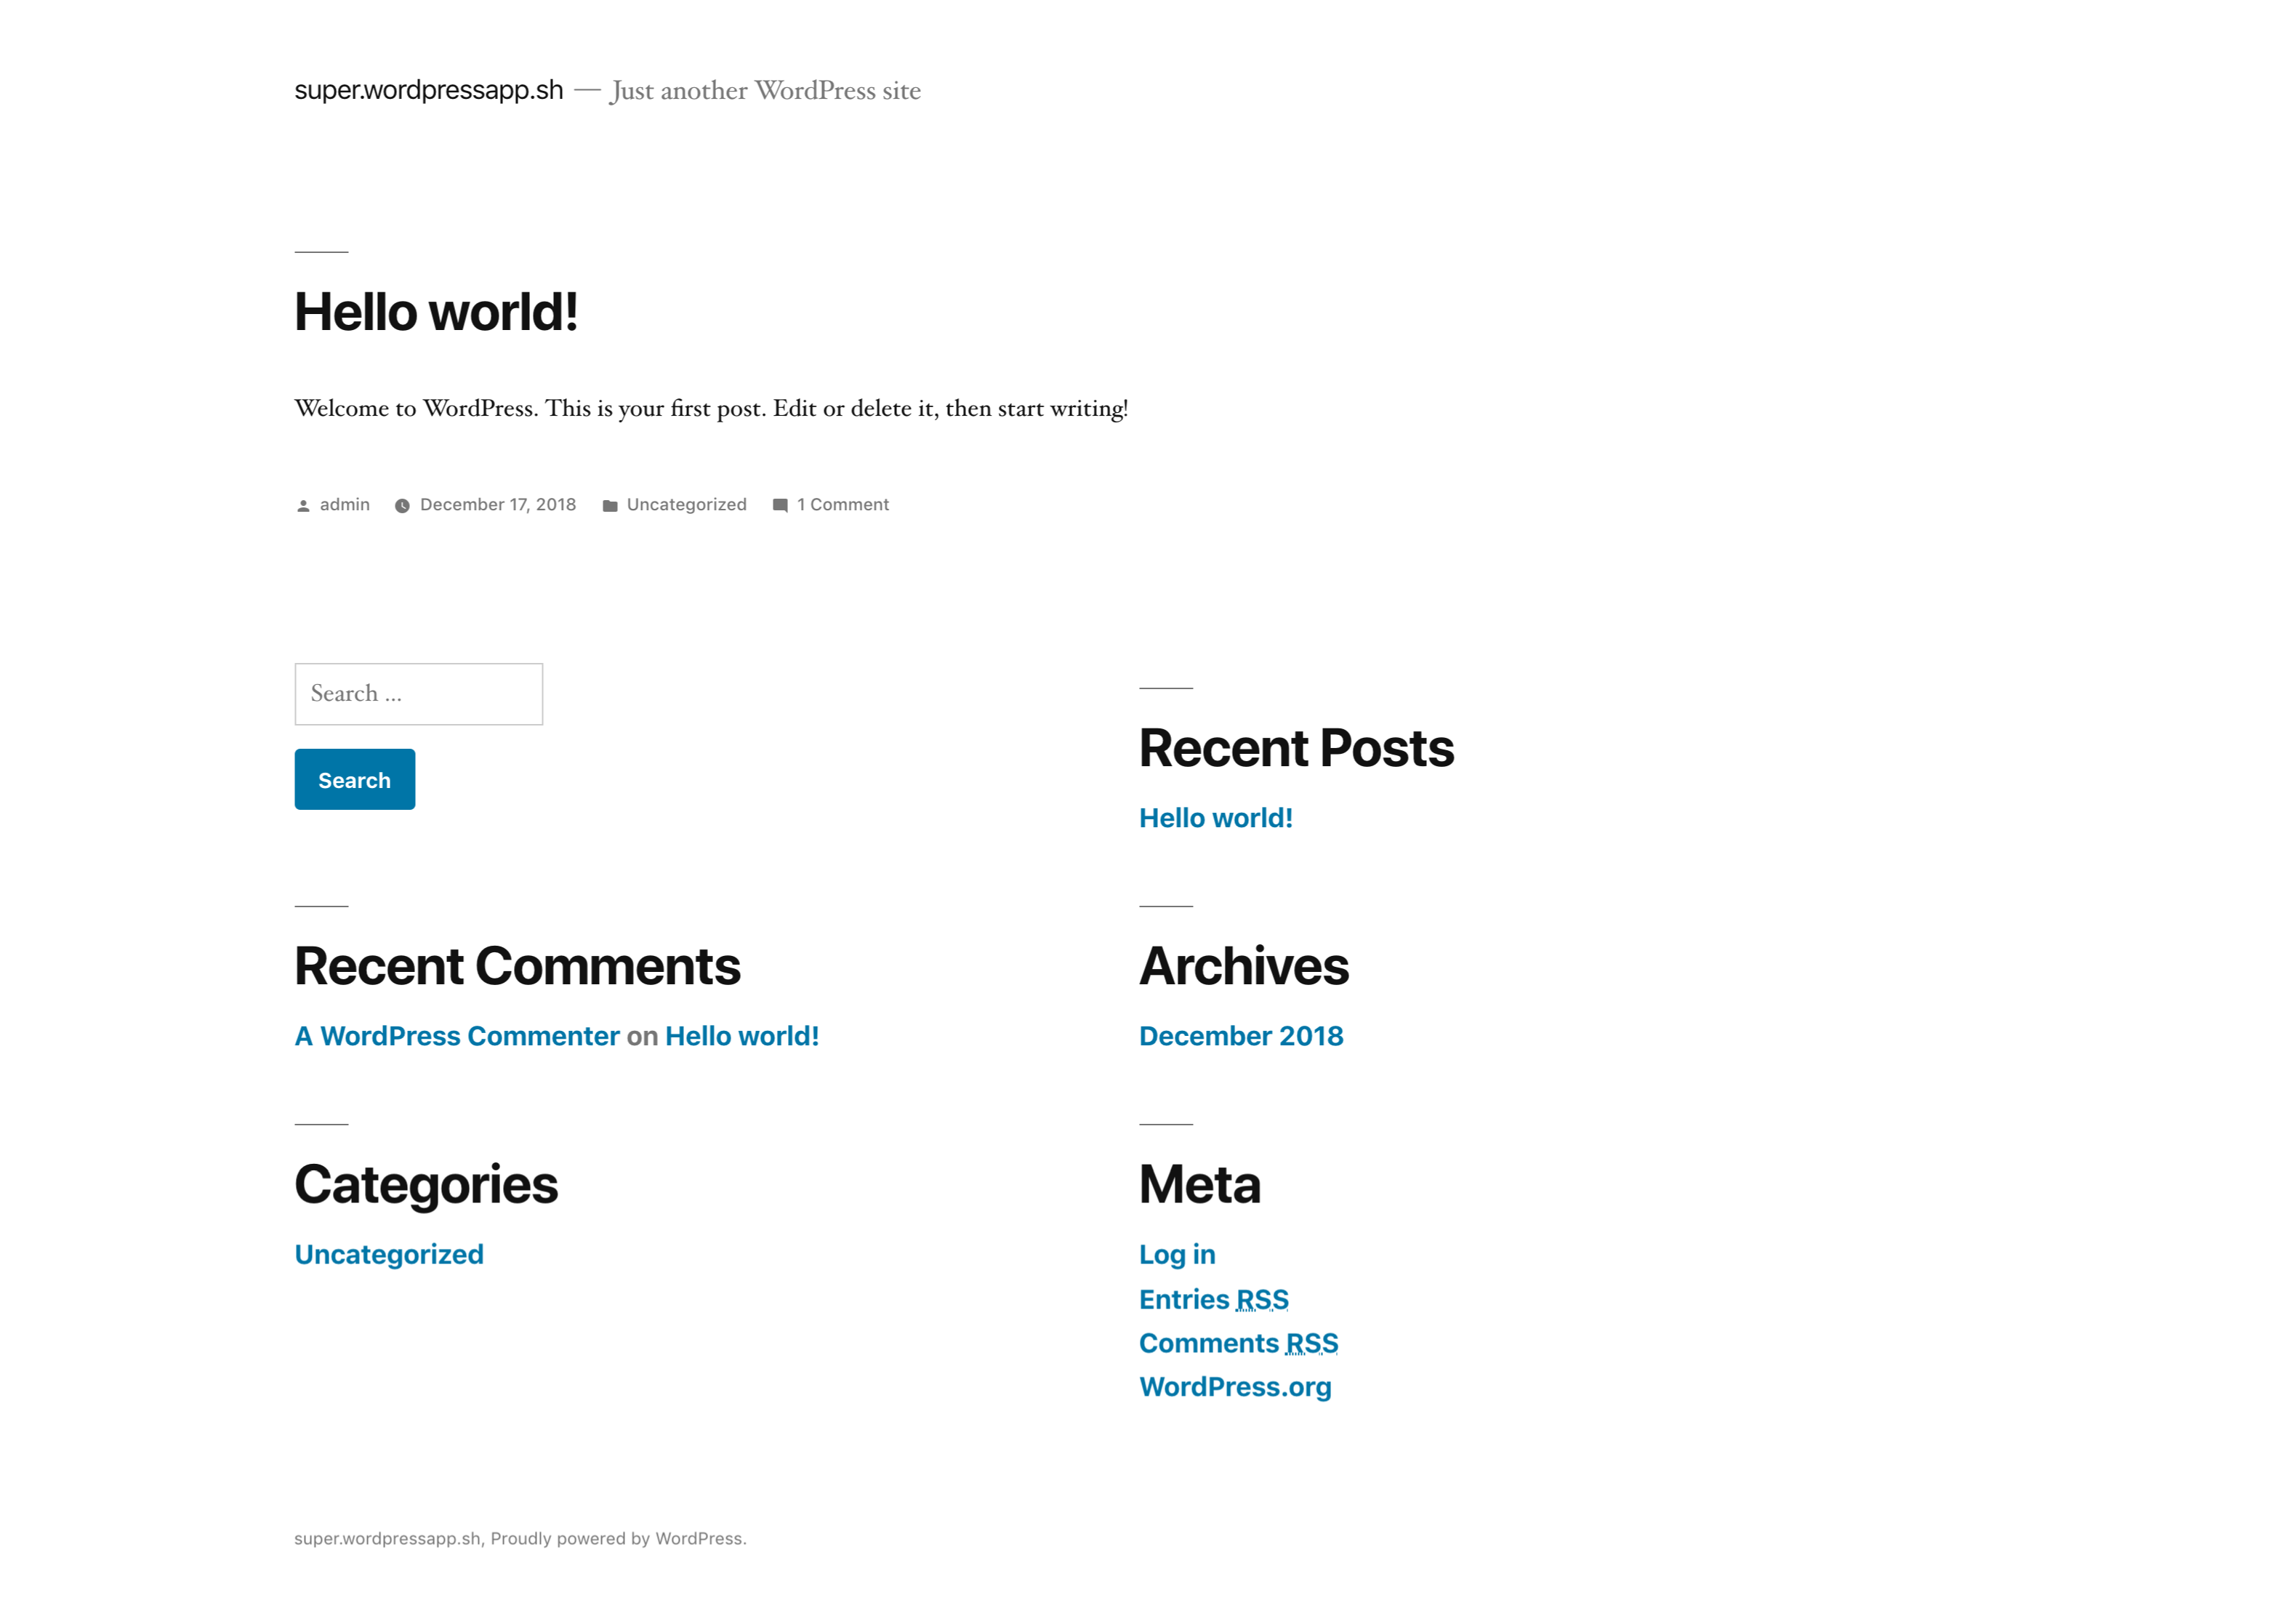 super.wordpressapp.sh — Just another WordPress site
Hello world!
Welcome to WordPress. This is your first post. Edit or delete it, then start writing!
admin December 17, 2018 Uncategorized 1 Comment
Search ...
Search
Recent Posts
Hello world!
Recent Comments
A WordPress Commenter on Hello world!
Archives
December 2018
Categories
Uncategorized
Meta
Log in
Entries RSS
Comments RSS
WordPress.org
super.wordpressapp.sh, Proudly powered by WordPress.